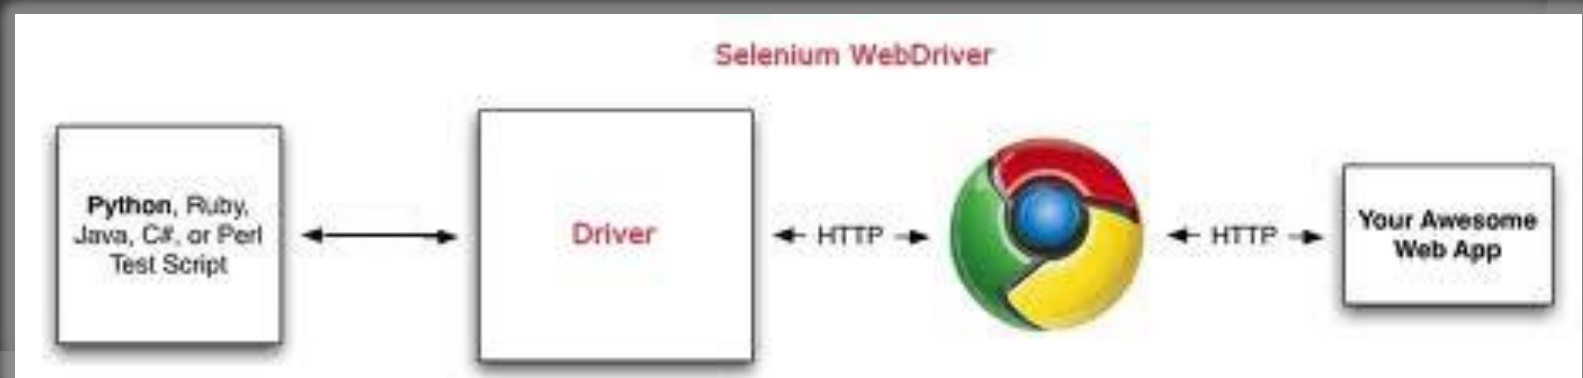 Selenium WebDriver
Python, Ruby,
Java, C#, or Perl
Test Script
Driver
HTTP
HTTP
Your Awesome
Web App